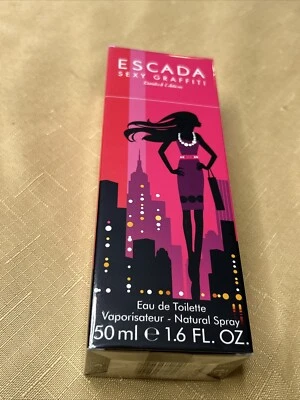 ESCADA
SEXY GRAFFITI
Limited Edition
Eau de Toilette
Vaporisateur - Natural Spray
50 ml ℮ 1.6 FL. OZ.